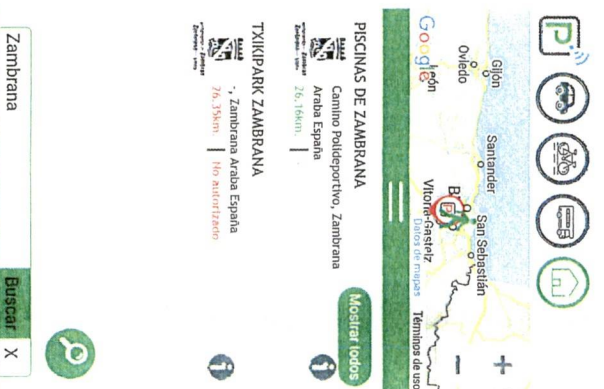 Gijón
Oviedo
Santander
San Sebastián
León
Vitoria-Gasteiz
Google
Datos de mapas
Términos de uso
+
−
Mostrar todos
PISCINAS DE ZAMBRANA
Camino Polideportivo, Zambrana
Araba España
26,16km. |
TXIKIPARK ZAMBRANA
-, Zambrana Araba España
76,35km. | No autorizado
Zambrana
Buscar
X